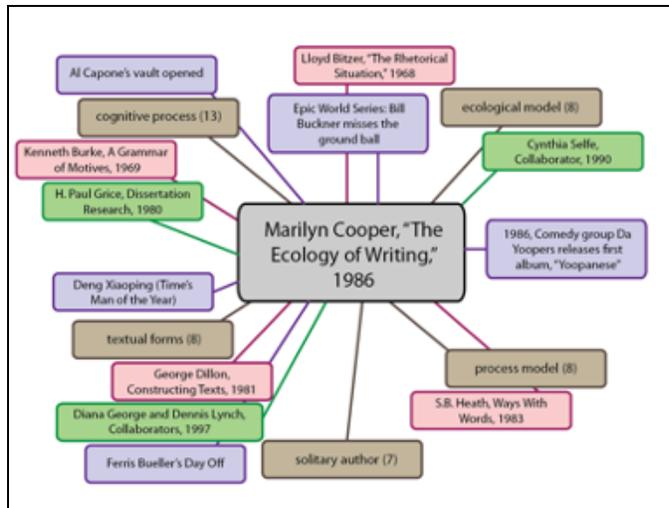 Lloyd Bitzer, "The Rhetorical
Situation," 1968
Al Capone's vault opened
cognitive process (13)
Epic World Series: Bill
Buckner misses the
ground ball
ecological model (8)
Cynthia Selfe,
Collaborator, 1990
Kenneth Burke, A Grammar
of Motives, 1969
H. Paul Grice, Dissertation
Research, 1980
Marilyn Cooper, "The
Ecology of Writing,"
1986
1986, Comedy group Da
Yoopers releases first
album, "Yoopanese"
Deng Xiaoping (Time's
Man of the Year)
textual forms (8)
George Dillon,
Constructing Texts, 1981
process model (8)
S.B. Heath, Ways With
Words, 1983
Diana George and Dennis Lynch,
Collaborators, 1997
Ferris Bueller's Day Off
solitary author (7)